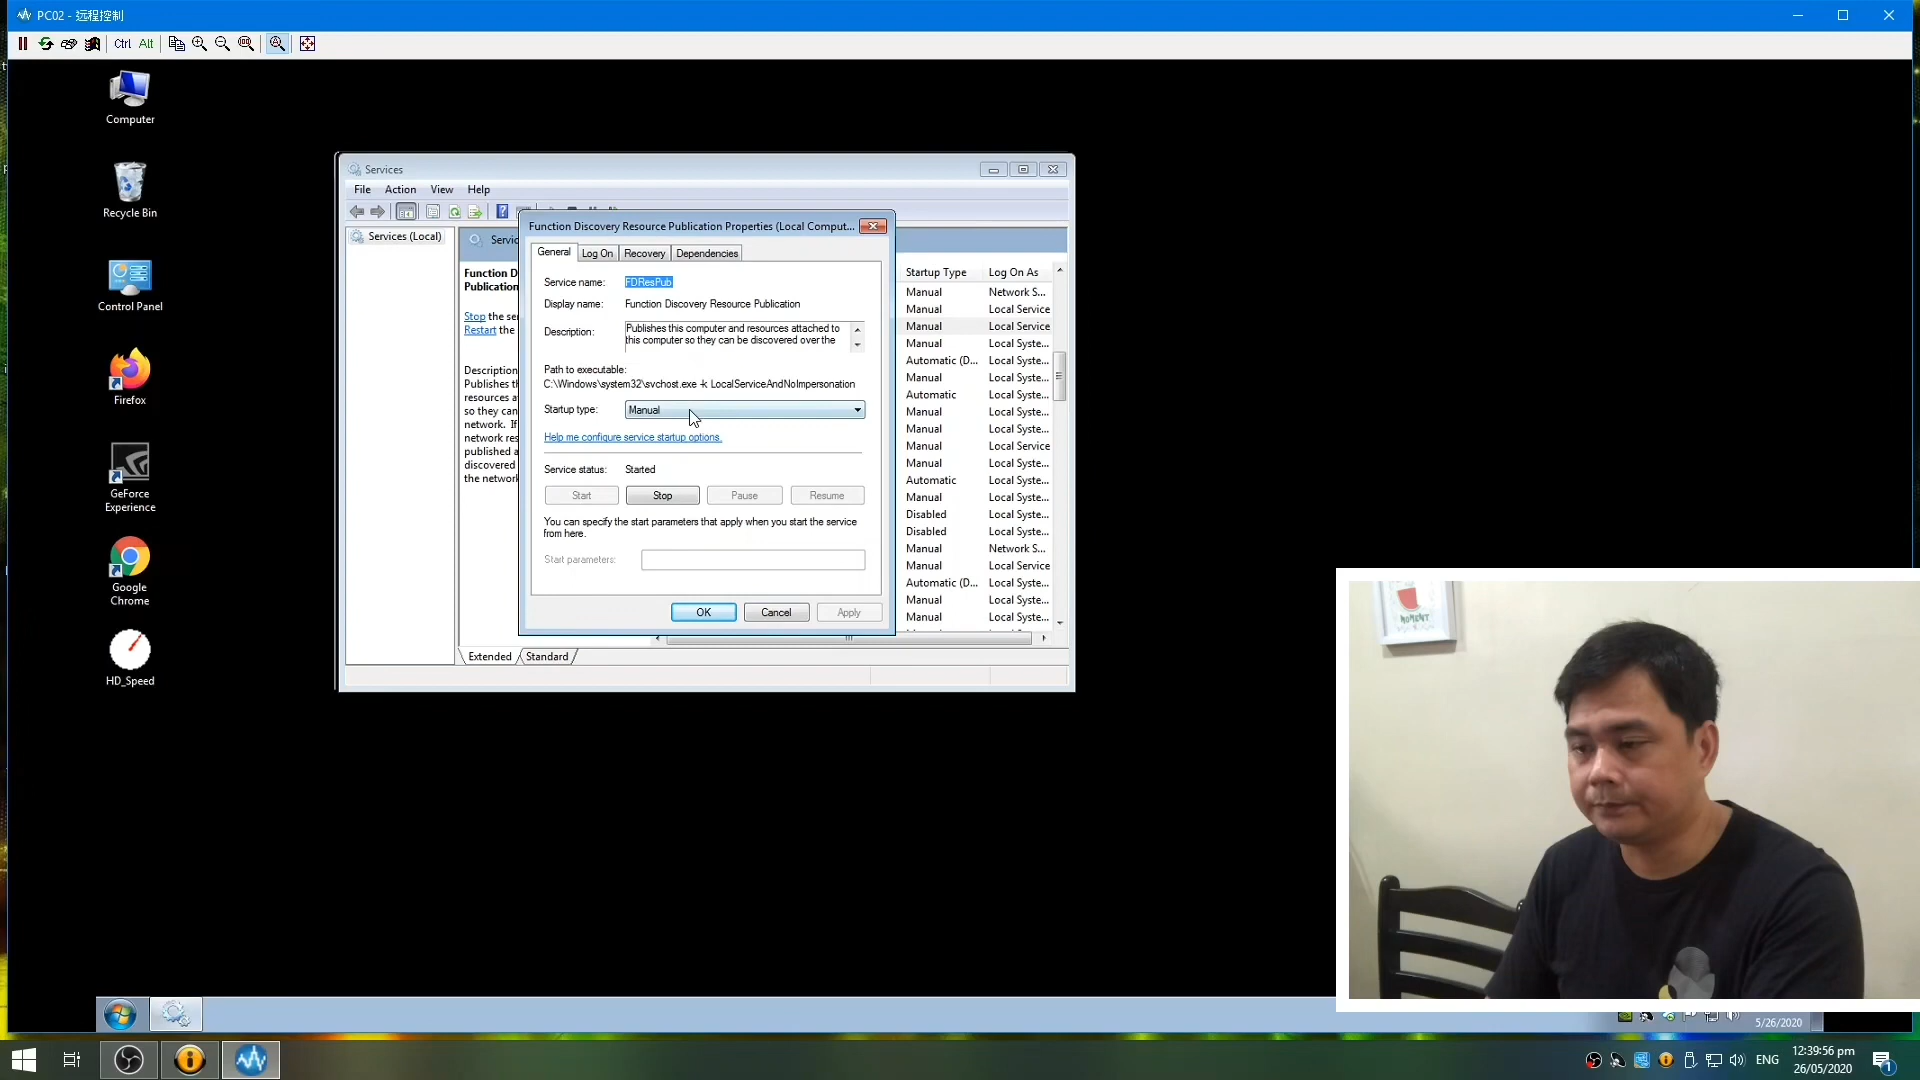 PC02 - 远程控制
Ctrl Alt
Computer
Recycle Bin
Control Panel
Firefox
GeForce
Experience
Google
Chrome
HD_Speed
Services
File Action View Help
Services (Local)
Function D
Publication
Stop the se
Restart the
Description
Publishes th
resources a
so they can
network. If
network res
published a
discovered
the network
Function Discovery Resource Publication Properties (Local Comput...
General Log On Recovery Dependencies
Service name: FDResPub
Display name: Function Discovery Resource Publication
Description: Publishes this computer and resources attached to
this computer so they can be discovered over the
Path to executable:
C:\Windows\system32\svchost.exe -k LocalServiceAndNoImpersonation
Startup type: Manual
Help me configure service startup options.
Service status: Started
Start Stop Pause Resume
You can specify the start parameters that apply when you start the service
from here.
Start parameters:
OK Cancel Apply
Startup Type Log On As
Manual Network S...
Manual Local Service
Manual Local Service
Manual Local Syste...
Automatic (D... Local Syste...
Manual Local Syste...
Automatic Local Syste...
Manual Local Syste...
Manual Local Syste...
Manual Local Service
Manual Local Syste...
Automatic Local Syste...
Manual Local Syste...
Disabled Local Syste...
Disabled Local Syste...
Manual Network S...
Manual Local Service
Automatic (D... Local Syste...
Manual Local Syste...
Manual Local Syste...
Extended Standard
MOMENT
5/26/2020
ENG
12:39:56 pm
26/05/2020
1